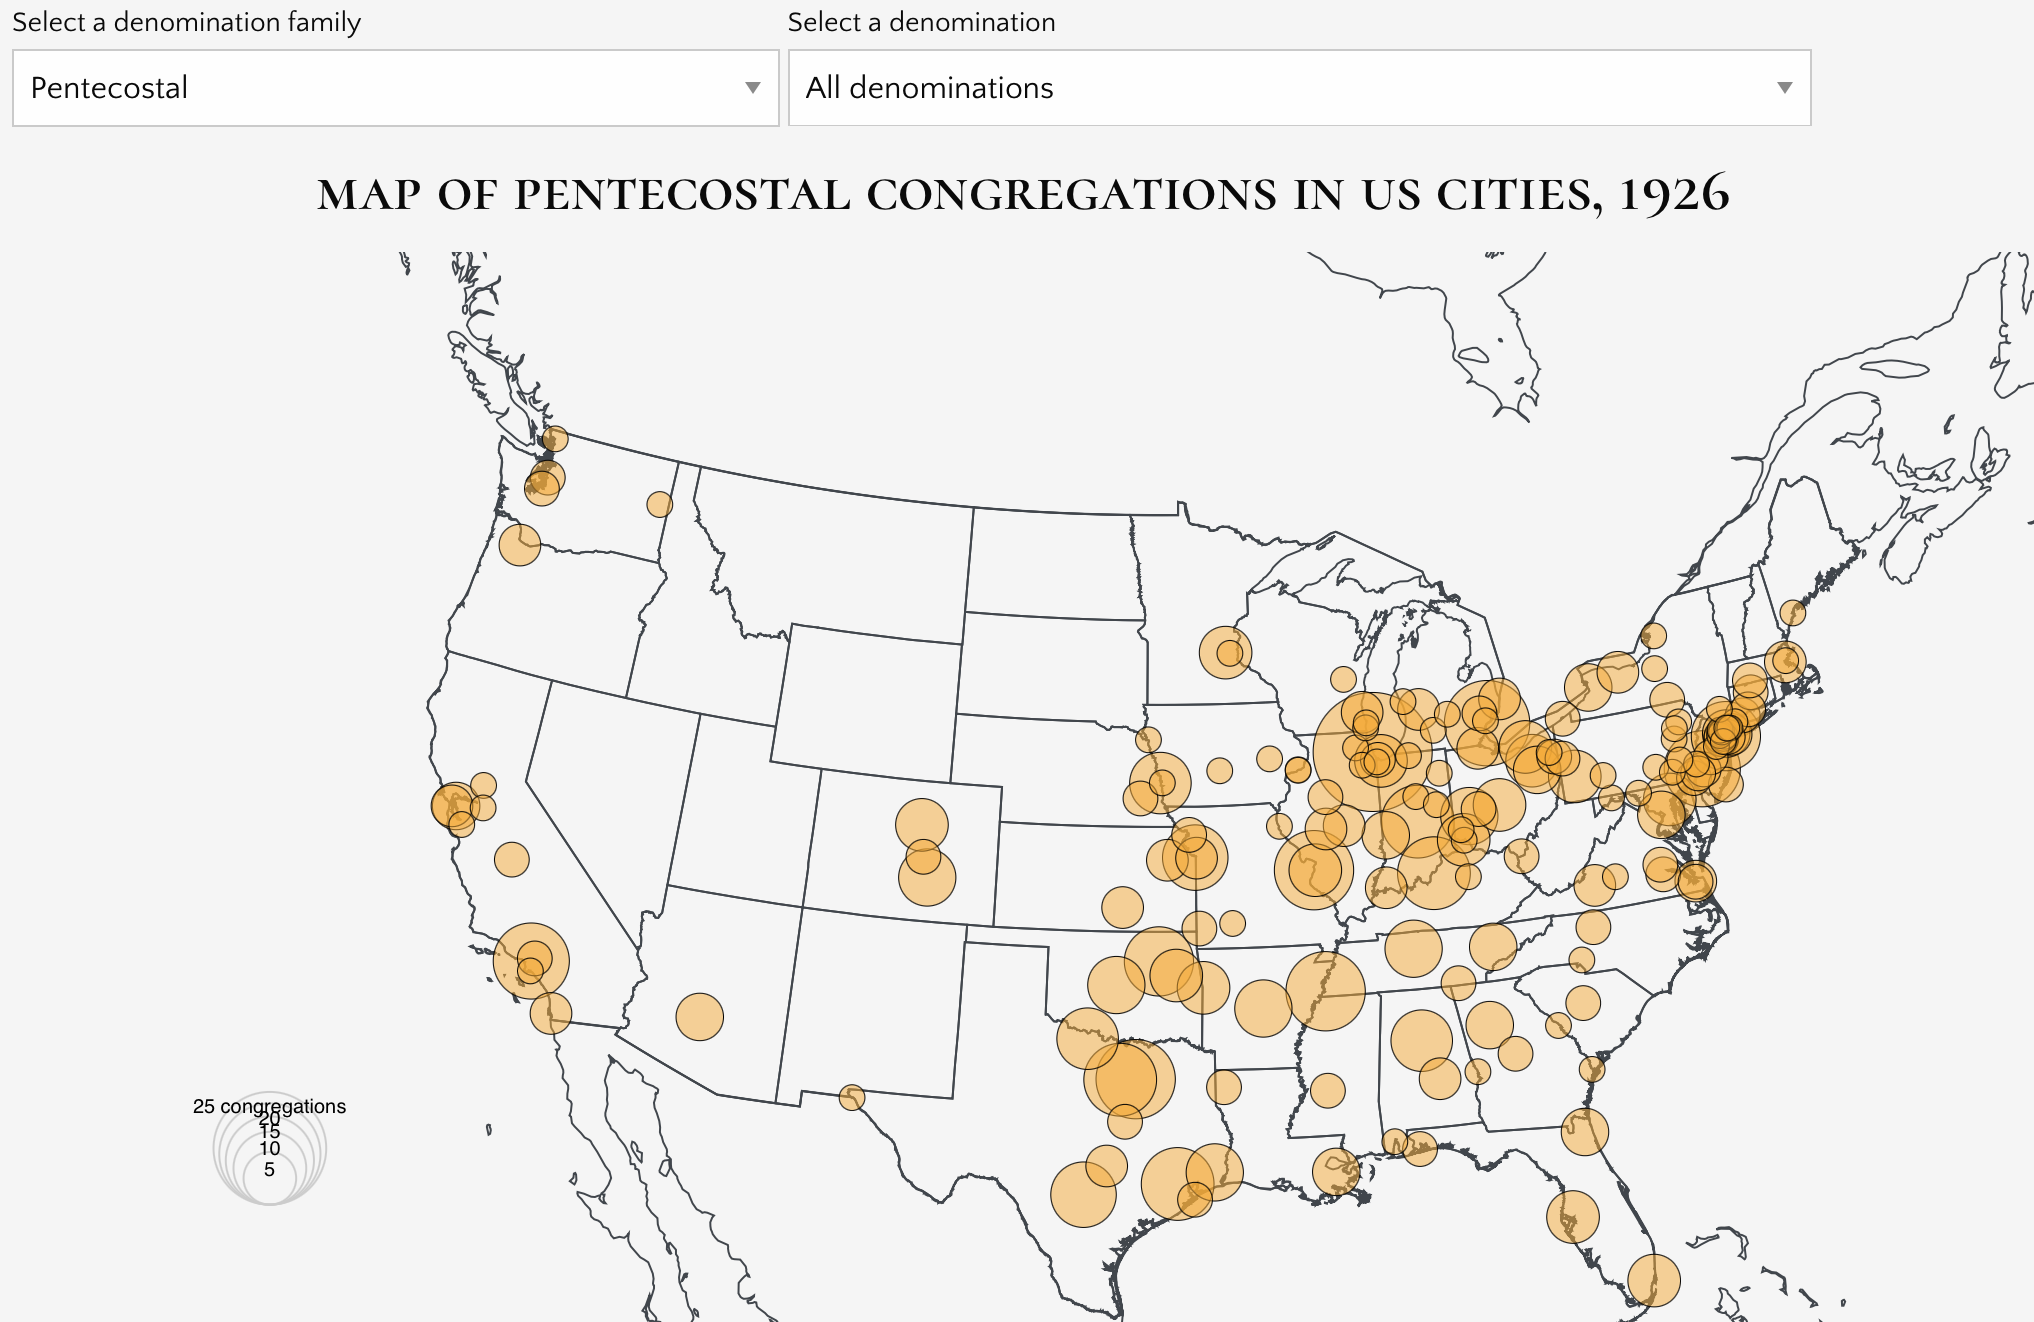 Select a denomination family
Select a denomination
Pentecostal
All denominations
MAP OF PENTECOSTAL CONGREGATIONS IN US CITIES, 1926
25 congregations
20
15
10
5